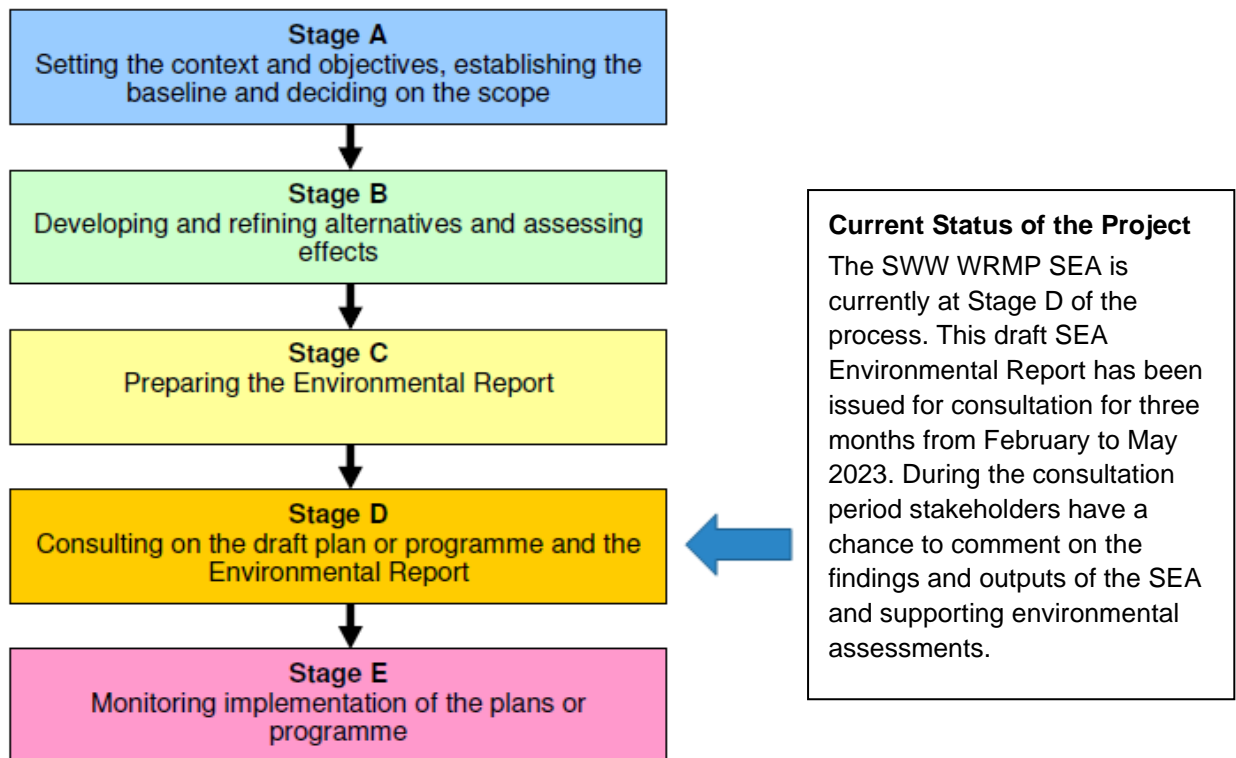 Stage A
Setting the context and objectives, establishing the
baseline and deciding on the scope
Stage B
Developing and refining alternatives and assessing
effects
Stage C
Preparing the Environmental Report
Stage D
Consulting on the draft plan or programme and the
Environmental Report
Stage E
Monitoring implementation of the plans or
programme
Current Status of the Project
The SWW WRMP SEA is
currently at Stage D of the
process. This draft SEA
Environmental Report has been
issued for consultation for three
months from February to May
2023. During the consultation
period stakeholders have a
chance to comment on the
findings and outputs of the SEA
and supporting environmental
assessments.